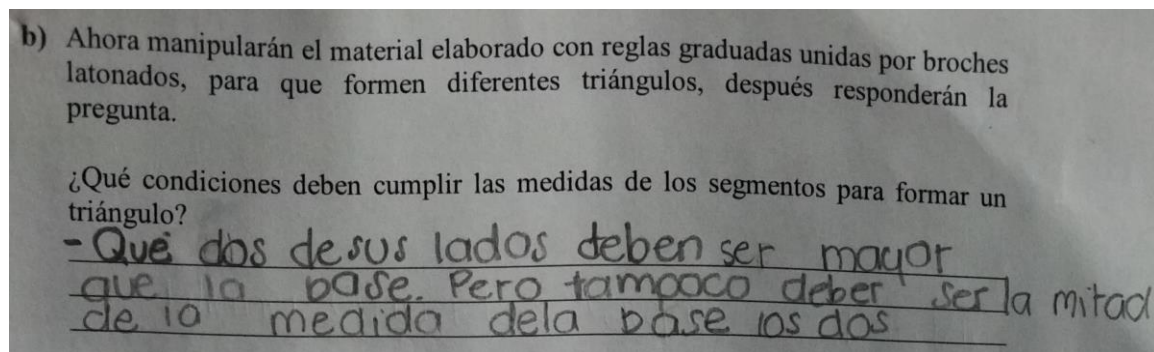 b) Ahora manipularán el material elaborado con reglas graduadas unidas por broches
latonados, para que formen diferentes triángulos, después responderán la
pregunta.
¿Qué condiciones deben cumplir las medidas de los segmentos para formar un
triángulo?
- Que dos de sus lados deben ser mayor
que la base. Pero tampoco deber ser la mitad
de la medida dela base los dos